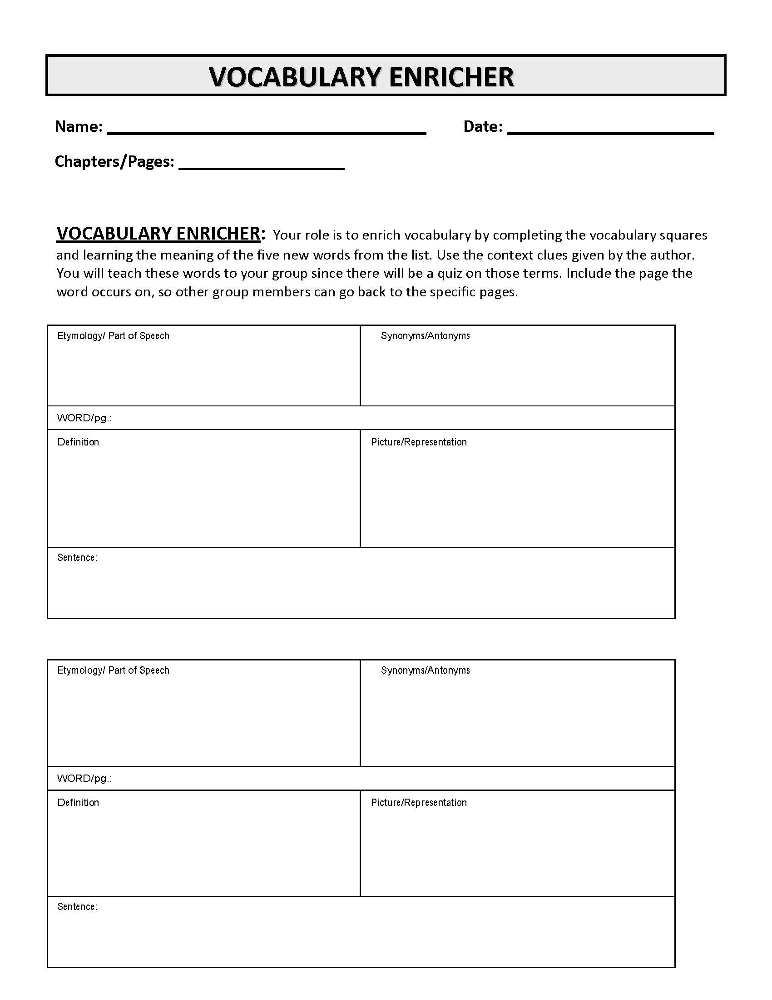 VOCABULARY ENRICHER
Name: Date:
Chapters/Pages:
VOCABULARY ENRICHER: Your role is to enrich vocabulary by completing the vocabulary squares
and learning the meaning of the five new words from the list. Use the context clues given by the author.
You will teach these words to your group since there will be a quiz on those terms. Include the page the
word occurs on, so other group members can go back to the specific pages.
Etymology/ Part of Speech Synonyms/Antonyms
WORD/pg.:
Definition Picture/Representation
Sentence:
Etymology/ Part of Speech Synonyms/Antonyms
WORD/pg.:
Definition Picture/Representation
Sentence: